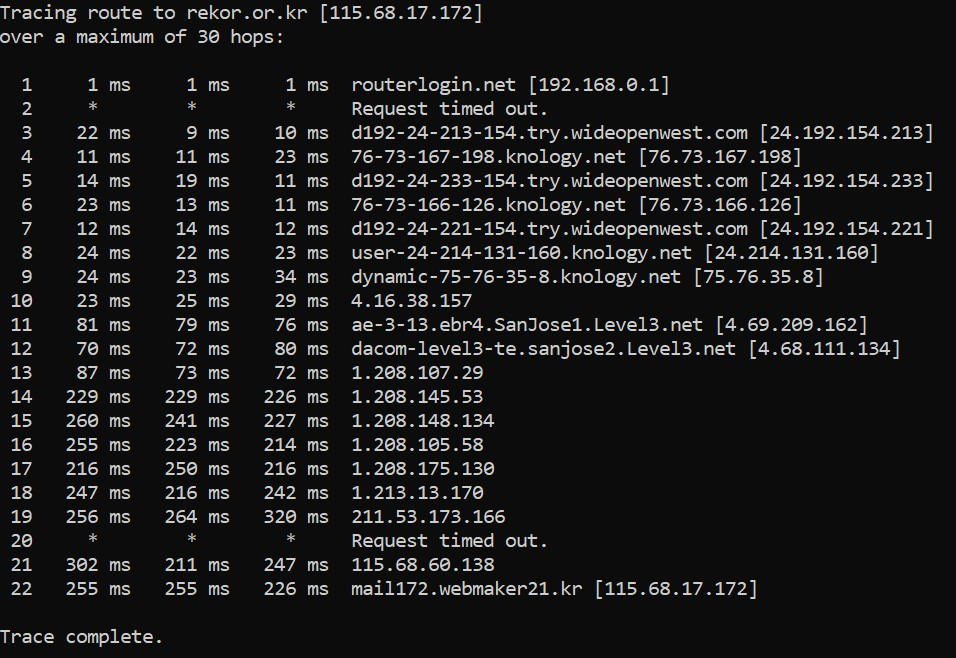 Tracing route to rekor.or.kr [115.68.17.172]
over a maximum of 30 hops:
1 1 ms 1 ms 1 ms routerlogin.net [192.168.0.1]
2 * * * Request timed out.
3 22 ms 9 ms 10 ms d192-24-213-154.try.wideopenwest.com [24.192.154.213]
4 11 ms 11 ms 23 ms 76-73-167-198.knology.net [76.73.167.198]
5 14 ms 19 ms 11 ms d192-24-233-154.try.wideopenwest.com [24.192.154.233]
6 23 ms 13 ms 11 ms 76-73-166-126.knology.net [76.73.166.126]
7 12 ms 14 ms 12 ms d192-24-221-154.try.wideopenwest.com [24.192.154.221]
8 24 ms 22 ms 23 ms user-24-214-131-160.knology.net [24.214.131.160]
9 24 ms 23 ms 34 ms dynamic-75-76-35-8.knology.net [75.76.35.8]
10 23 ms 25 ms 29 ms 4.16.38.157
11 81 ms 79 ms 76 ms ae-3-13.ebr4.SanJose1.Level3.net [4.69.209.162]
12 70 ms 72 ms 80 ms dacom-level3-te.sanjose2.Level3.net [4.68.111.134]
13 87 ms 73 ms 72 ms 1.208.107.29
14 229 ms 229 ms 226 ms 1.208.145.53
15 260 ms 241 ms 227 ms 1.208.148.134
16 255 ms 223 ms 214 ms 1.208.105.58
17 216 ms 250 ms 216 ms 1.208.175.130
18 247 ms 216 ms 242 ms 1.213.13.170
19 256 ms 264 ms 320 ms 211.53.173.166
20 * * * Request timed out.
21 302 ms 211 ms 247 ms 115.68.60.138
22 255 ms 255 ms 226 ms mail172.webmaker21.kr [115.68.17.172]
Trace complete.